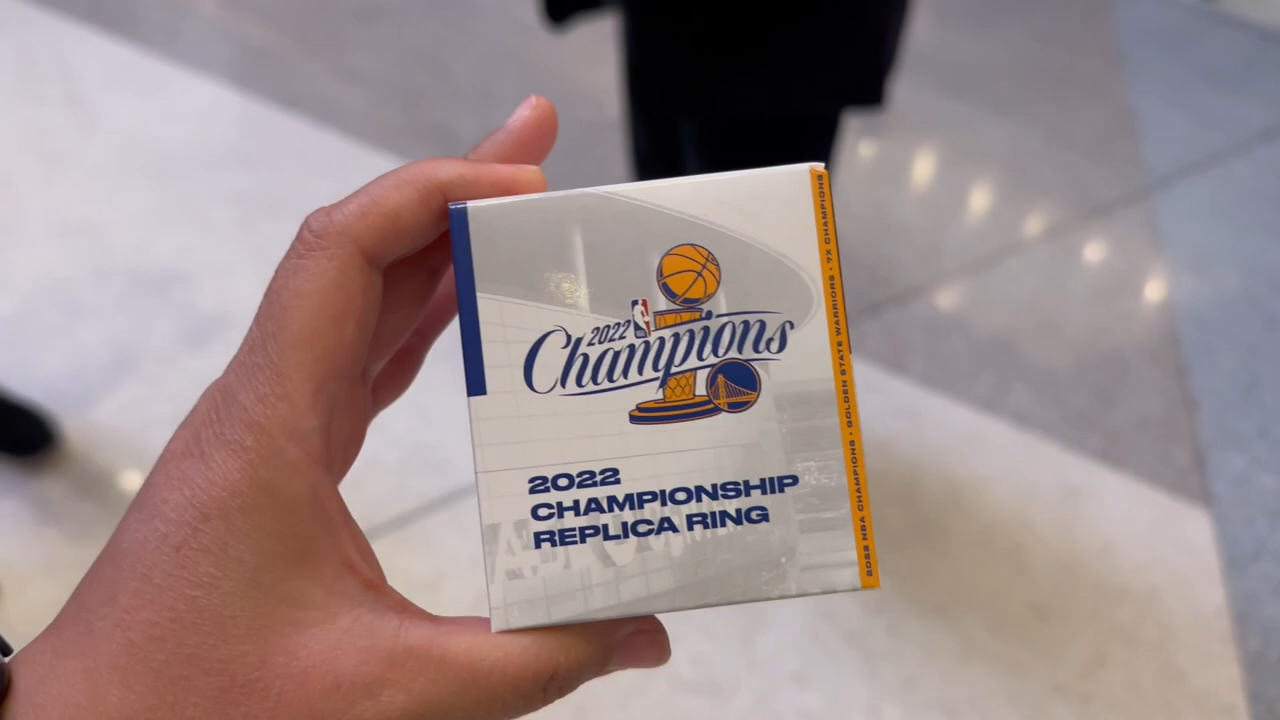 2022
Champions
2022
CHAMPIONSHIP
REPLICA RING
2022 NBA CHAMPIONS • GOLDEN STATE WARRIORS • 7X CHAMPIONS